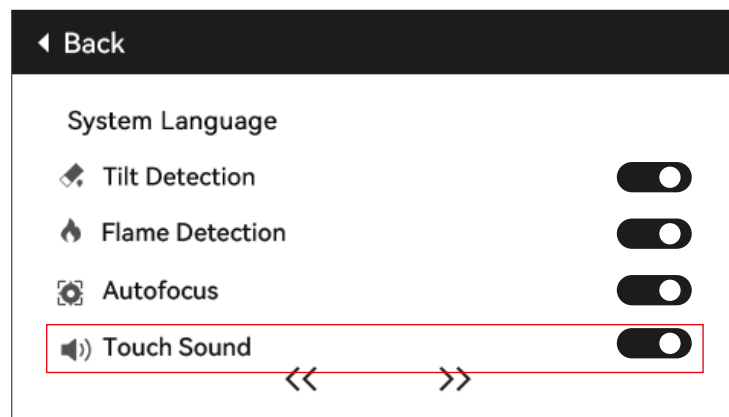 Back
System Language
Tilt Detection
Flame Detection
Autofocus
Touch Sound
<< >>